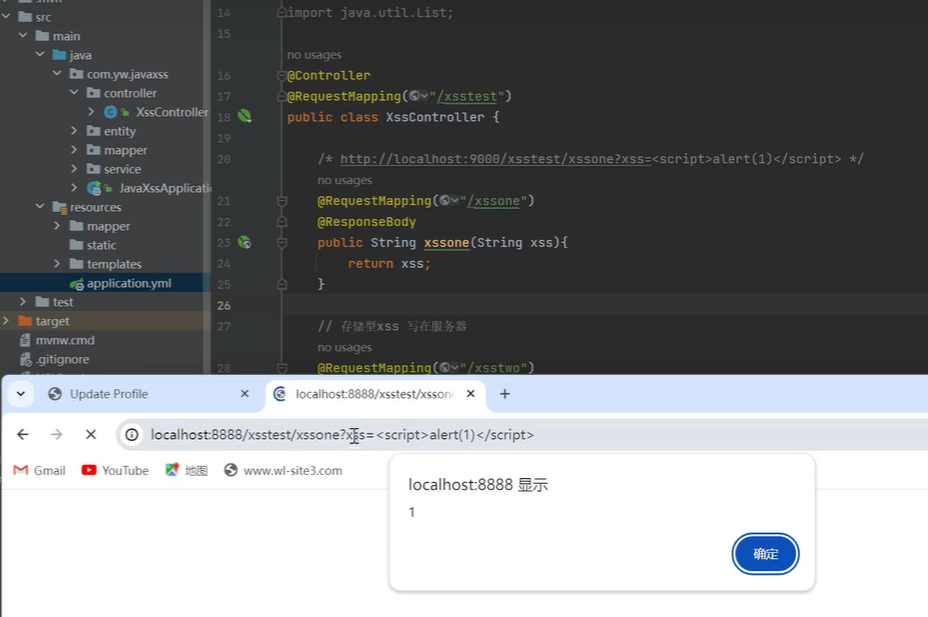 src
main
java
com.yw.javaxss
controller
XssController
entity
mapper
service
JavaXssApplicati
resources
mapper
static
templates
application.yml
test
target
mvnw.cmd
.gitignore
14 import java.util.List;
15
no usages
16 @Controller
17 @RequestMapping("/xsstest")
18 public class XssController {
19
20 /* http://localhost:9000/xsstest/xssone?xss=<script>alert(1)</script> */
no usages
21 @RequestMapping("/xssone")
22 @ResponseBody
23 public String xssone(String xss){
24 return xss;
25 }
26
27 // 存储型xss 写在服务器
no usages
28 @RequestMapping("/xsstwo")
Update Profile
localhost:8888/xsstest/xsson
localhost:8888/xsstest/xssone?xss=<script>alert(1)</script>
Gmail
YouTube
地图
www.wl-site3.com
localhost:8888 显示
1
确定